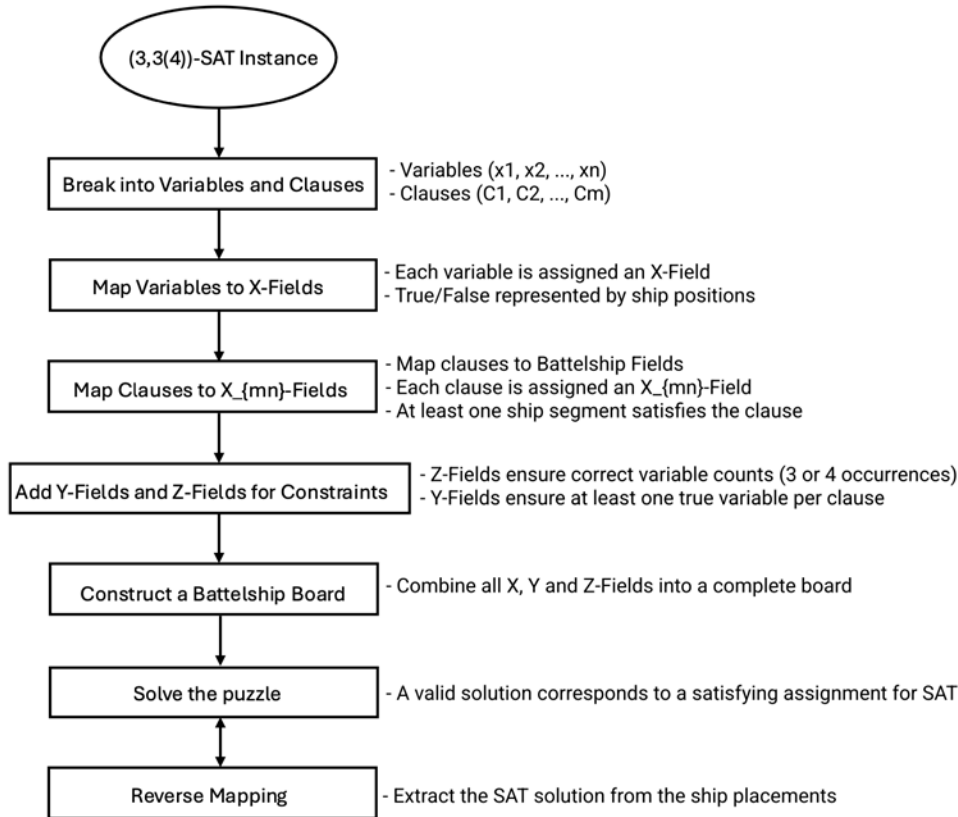 (3,3(4))-SAT Instance
Break into Variables and Clauses
- Variables (x1, x2, ..., xn)
- Clauses (C1, C2, ..., Cm)
Map Variables to X-Fields
- Each variable is assigned an X-Field
- True/False represented by ship positions
Map Clauses to X_{mn}-Fields
- Map clauses to Battelship Fields
- Each clause is assigned an X_{mn}-Field
- At least one ship segment satisfies the clause
Add Y-Fields and Z-Fields for Constraints
- Z-Fields ensure correct variable counts (3 or 4 occurrences)
- Y-Fields ensure at least one true variable per clause
Construct a Battelship Board
- Combine all X, Y and Z-Fields into a complete board
Solve the puzzle
- A valid solution corresponds to a satisfying assignment for SAT
Reverse Mapping
- Extract the SAT solution from the ship placements